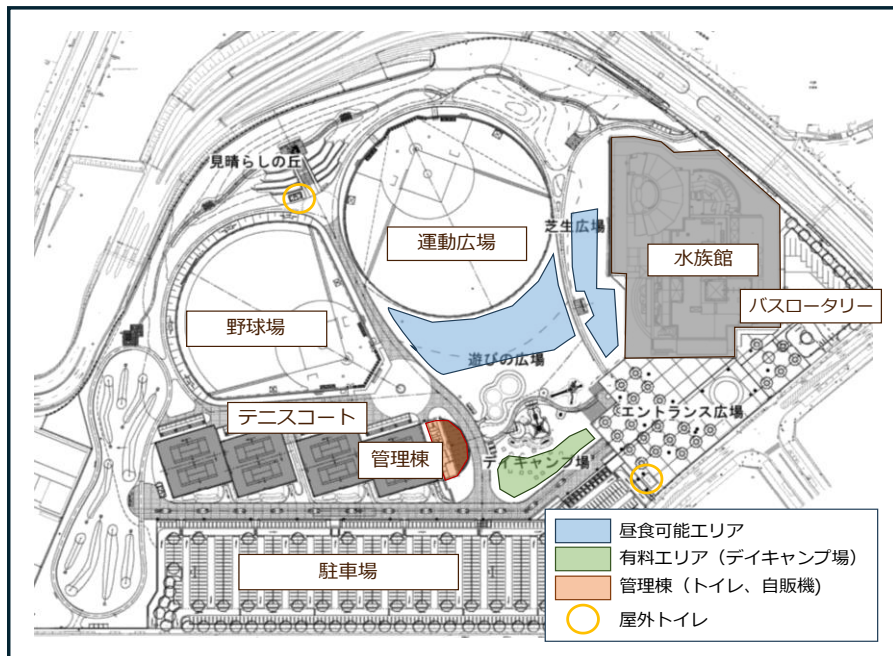 見晴らしの丘
運動広場
芝生広場
水族館
バスロータリー
野球場
遊びの広場
テニスコート
エントランス広場
管理棟
デイキャンプ場
駐車場
昼食可能エリア
有料エリア（デイキャンプ場）
管理棟（トイレ、自販機)
屋外トイレ